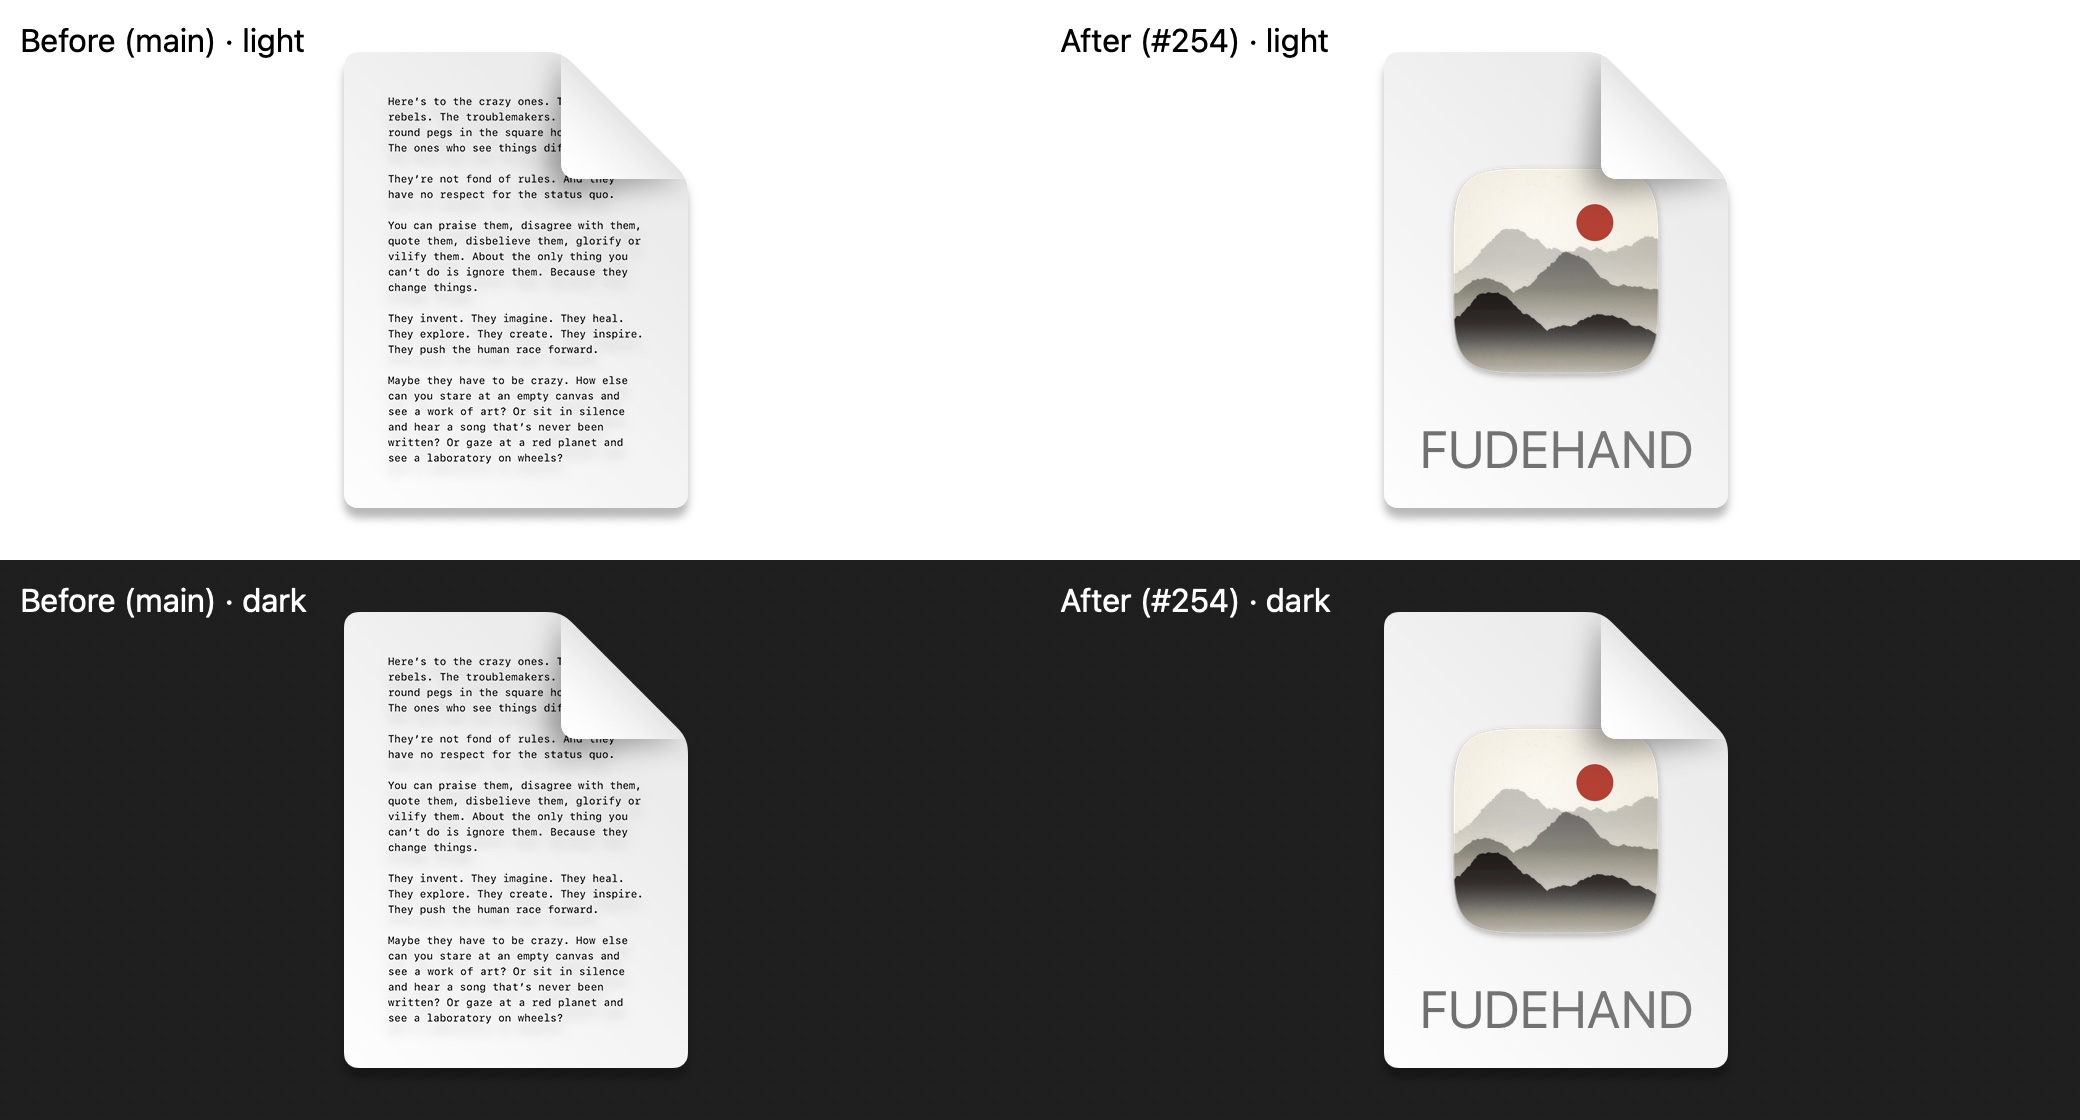 Before (main) · light
Here’s to the crazy ones. T
rebels. The troublemakers.
round pegs in the square ho
The ones who see things dif
They’re not fond of rules. And they
have no respect for the status quo.
You can praise them, disagree with them,
quote them, disbelieve them, glorify or
vilify them. About the only thing you
can’t do is ignore them. Because they
change things.
They invent. They imagine. They heal.
They explore. They create. They inspire.
They push the human race forward.
Maybe they have to be crazy. How else
can you stare at an empty canvas and
see a work of art? Or sit in silence
and hear a song that’s never been
written? Or gaze at a red planet and
see a laboratory on wheels?
After (#254) · light
FUDEHAND
Before (main) · dark
Here’s to the crazy ones. T
rebels. The troublemakers.
round pegs in the square ho
The ones who see things dif
They’re not fond of rules. And they
have no respect for the status quo.
You can praise them, disagree with them,
quote them, disbelieve them, glorify or
vilify them. About the only thing you
can’t do is ignore them. Because they
change things.
They invent. They imagine. They heal.
They explore. They create. They inspire.
They push the human race forward.
Maybe they have to be crazy. How else
can you stare at an empty canvas and
see a work of art? Or sit in silence
and hear a song that’s never been
written? Or gaze at a red planet and
see a laboratory on wheels?
After (#254) · dark
FUDEHAND